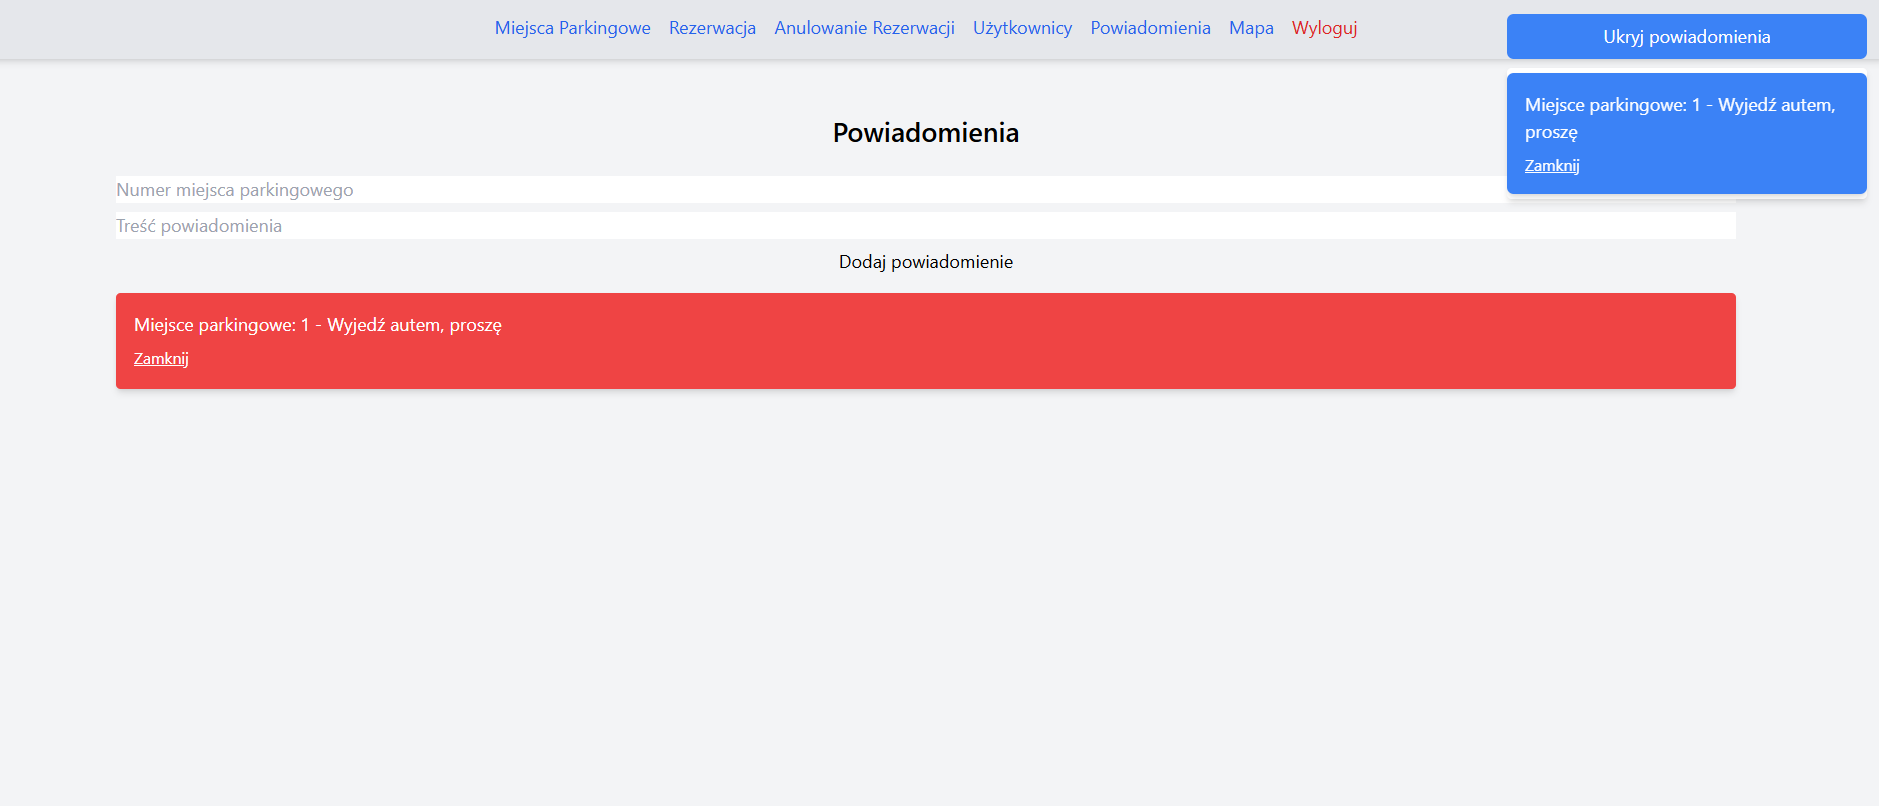 Miejsca Parkingowe Rezerwacja Anulowanie Rezerwacji Użytkownicy Powiadomienia Mapa Wyloguj
Ukryj powiadomienia
Miejsce parkingowe: 1 - Wyjedź autem,
proszę
Zamknij
Powiadomienia
Numer miejsca parkingowego
Treść powiadomienia
Dodaj powiadomienie
Miejsce parkingowe: 1 - Wyjedź autem, proszę
Zamknij